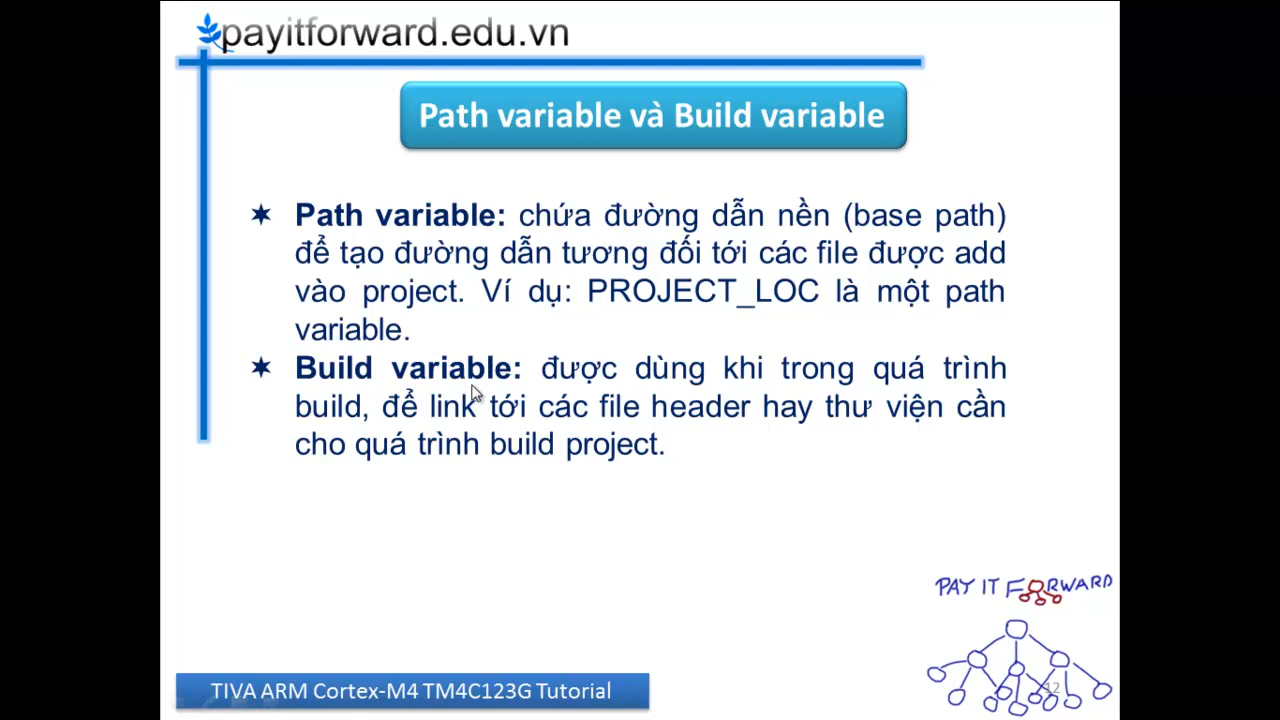 payitforward.edu.vn
Path variable và Build variable
Path variable: chứa đường dẫn nền (base path)
để tạo đường dẫn tương đối tới các file được add
vào project. Ví dụ: PROJECT_LOC là một path
variable.
Build variable: được dùng khi trong quá trình
build, để link tới các file header hay thư viện cần
cho quá trình build project.
PAY IT FORWARD
12
TIVA ARM Cortex-M4 TM4C123G Tutorial